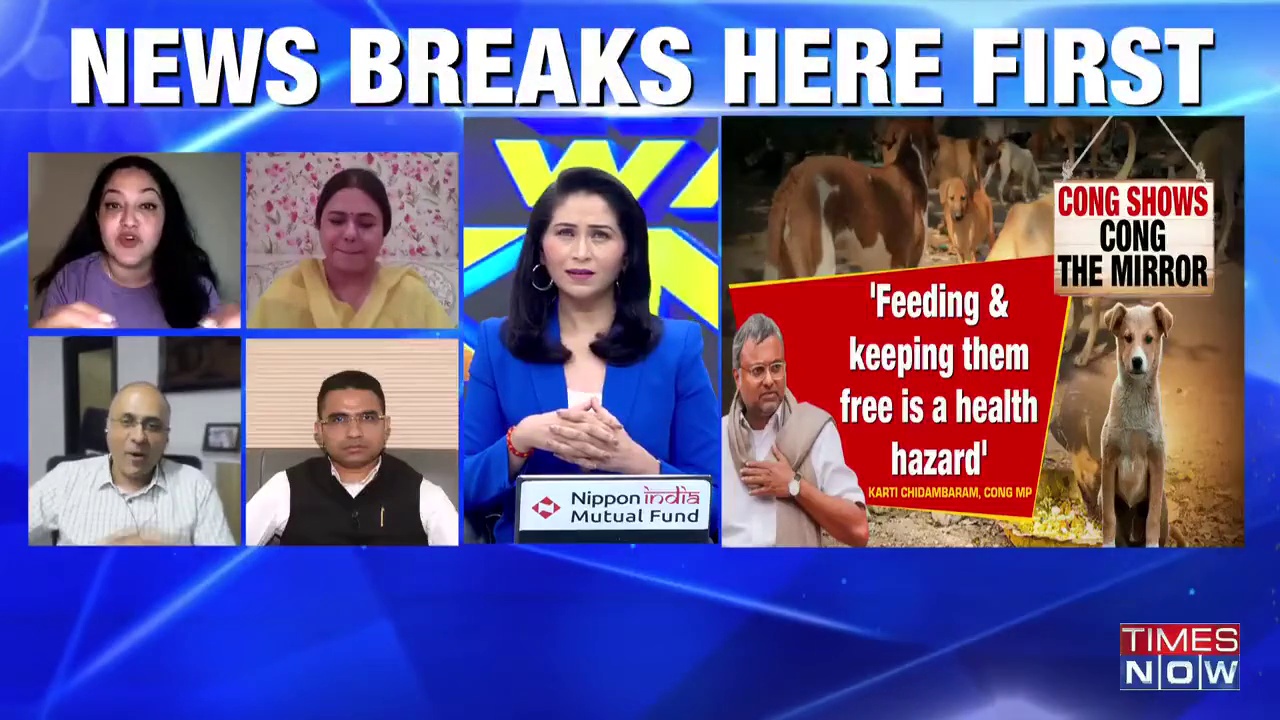 NEWS BREAKS HERE FIRST
CONG SHOWS
CONG
THE MIRROR
'Feeding &
keeping them
free is a health
hazard'
KARTI CHIDAMBARAM, CONG MP
Nippon india
Mutual Fund
TIMES
NOW